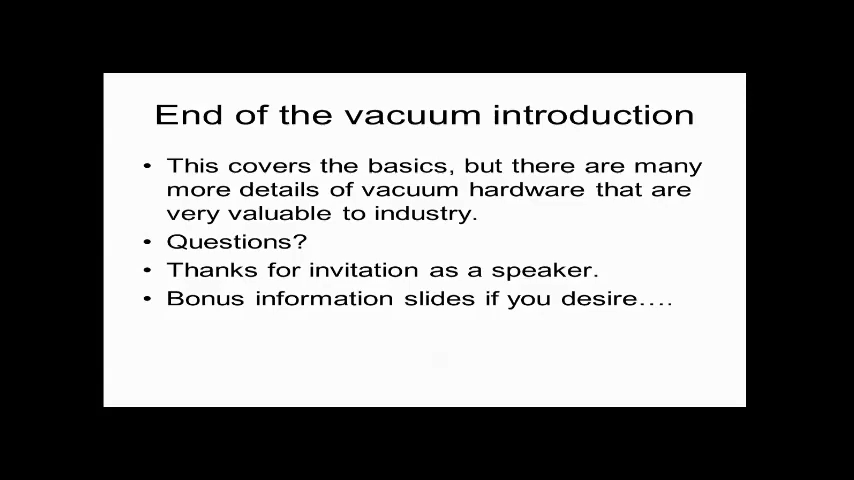 End of the vacuum introduction
• This covers the basics, but there are many
more details of vacuum hardware that are
very valuable to industry.
• Questions?
• Thanks for invitation as a speaker.
• Bonus information slides if you desire....